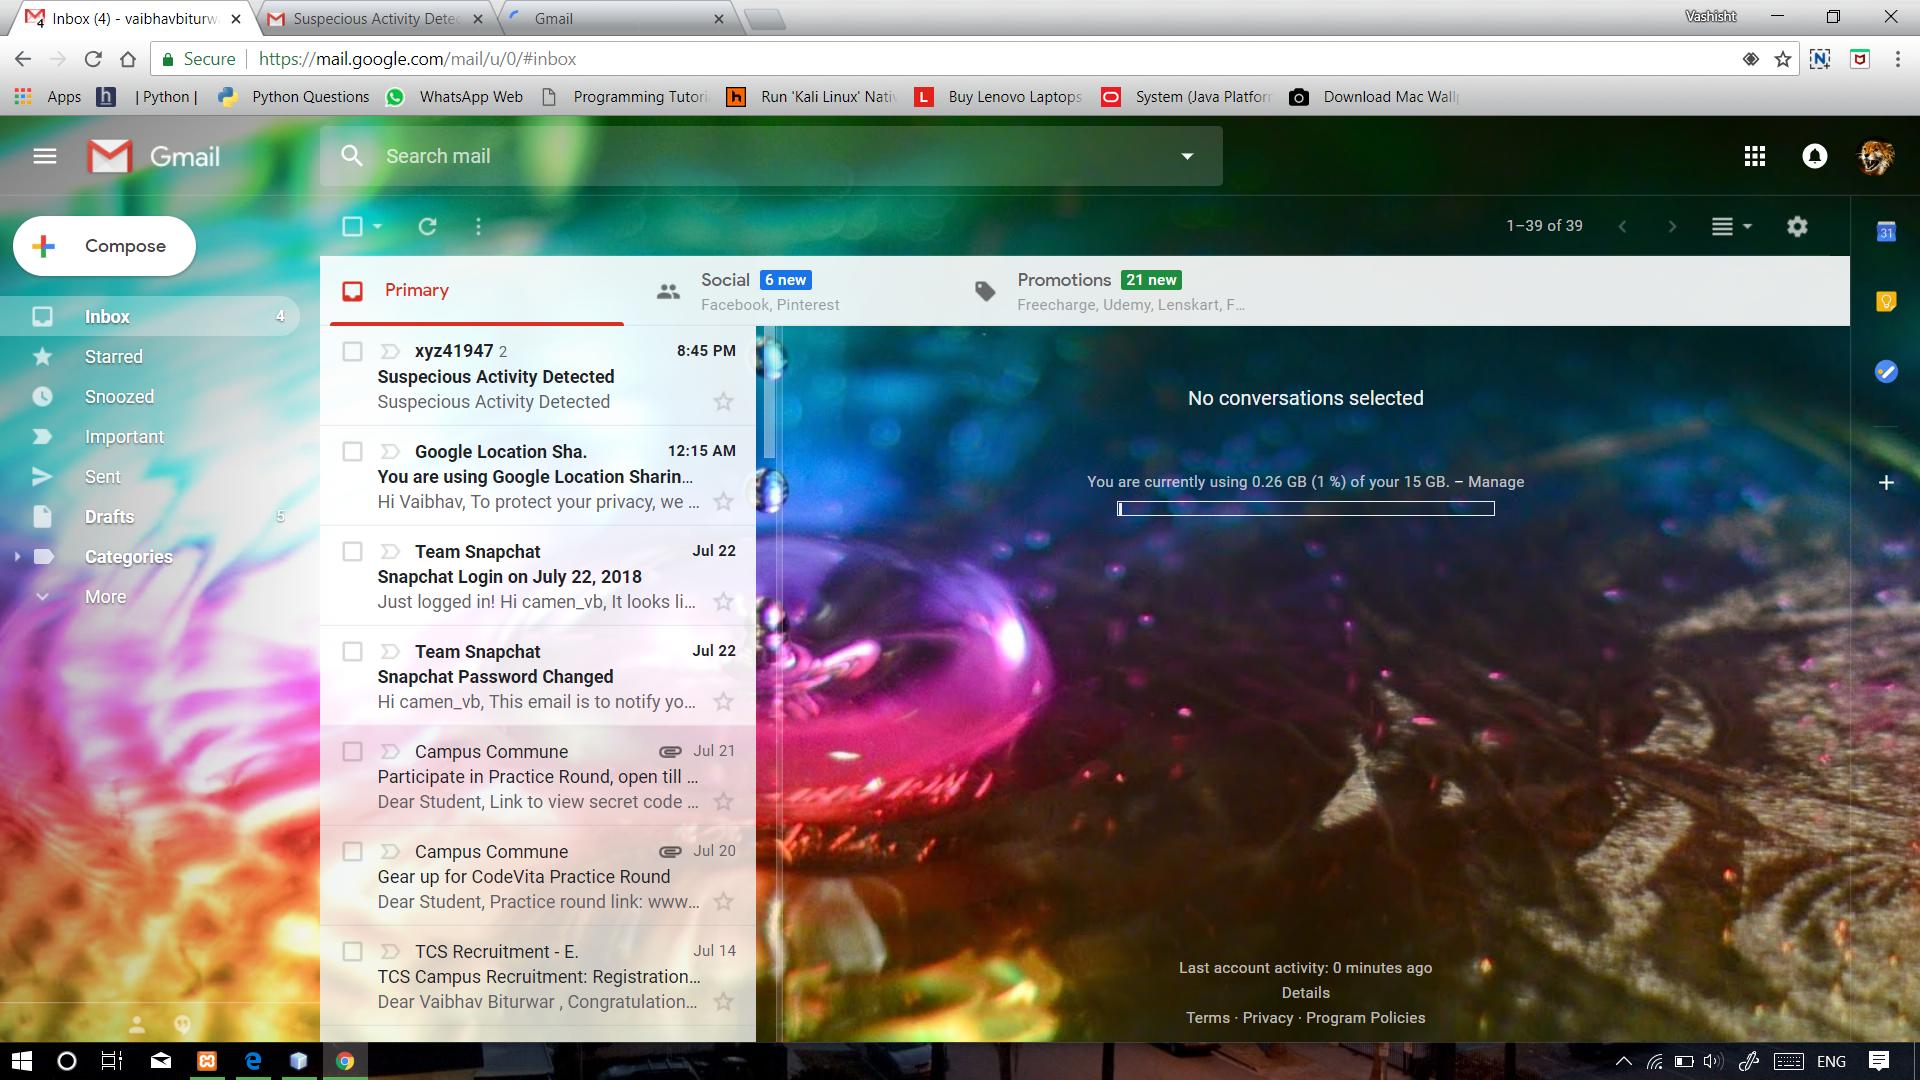 Inbox (4) - vaibhavbiturw
Suspecious Activity Detec
Gmail
Vashisht
Secure
https://mail.google.com/mail/u/0/#inbox
Apps
| Python |
Python Questions
WhatsApp Web
Programming Tutori
Run 'Kali Linux' Nativ
Buy Lenovo Laptops
System (Java Platform
Download Mac Wall
Gmail
Search mail
1–39 of 39
Compose
Inbox 4
Starred
Snoozed
Important
Sent
Drafts 5
Categories
More
Primary
Social 6 new
Facebook, Pinterest
Promotions 21 new
Freecharge, Udemy, Lenskart, F…
xyz41947 2 8:45 PM
Suspecious Activity Detected
Suspecious Activity Detected
Google Location Sha. 12:15 AM
You are using Google Location Sharin…
Hi Vaibhav, To protect your privacy, we …
Team Snapchat Jul 22
Snapchat Login on July 22, 2018
Just logged in! Hi camen_vb, It looks li…
Team Snapchat Jul 22
Snapchat Password Changed
Hi camen_vb, This email is to notify yo…
Campus Commune Jul 21
Participate in Practice Round, open till …
Dear Student, Link to view secret code …
Campus Commune Jul 20
Gear up for CodeVita Practice Round
Dear Student, Practice round link: www…
TCS Recruitment - E. Jul 14
TCS Campus Recruitment: Registration…
Dear Vaibhav Biturwar , Congratulation…
No conversations selected
You are currently using 0.26 GB (1 %) of your 15 GB. – Manage
Last account activity: 0 minutes ago
Details
Terms · Privacy · Program Policies
31
ENG